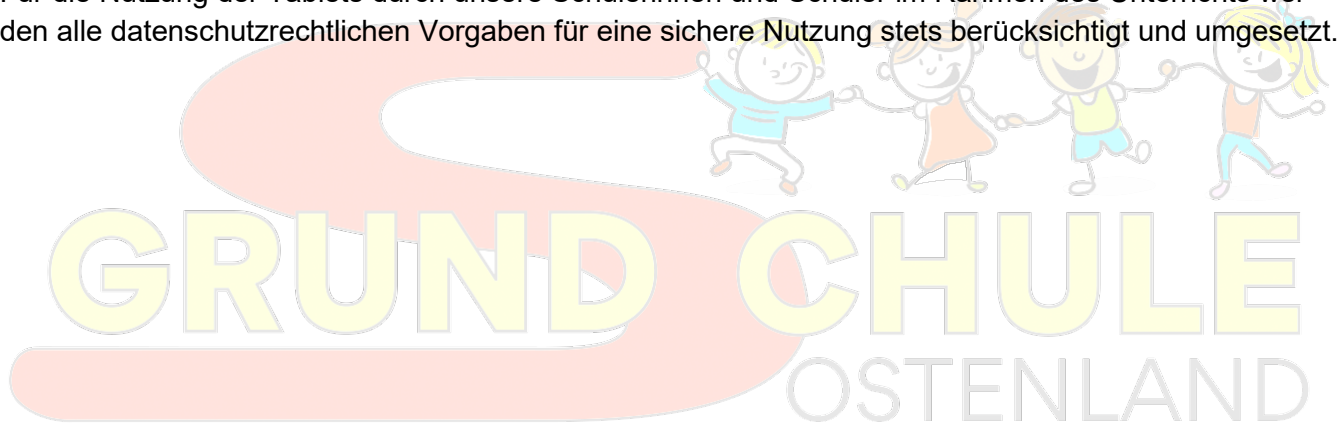 Für die Nutzung der Tablets durch unsere Schülerinnen und Schüler im Rahmen des Unterrichts wer-
den alle datenschutzrechtlichen Vorgaben für eine sichere Nutzung stets berücksichtigt und umgesetzt.
GRUND SCHULE
OSTENLAND